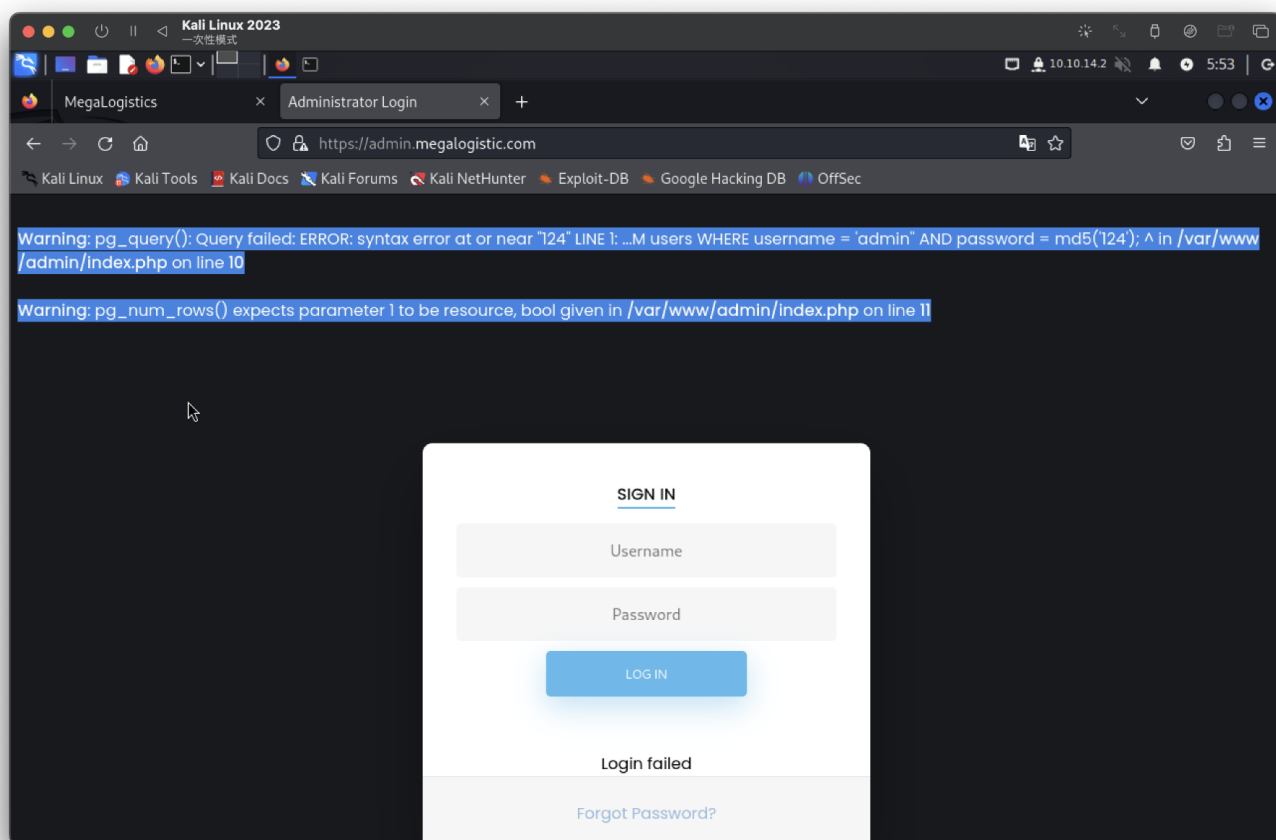 Kali Linux 2023
一次性模式
10.10.14.2
5:53
MegaLogistics
Administrator Login
https://admin.megalogistic.com
Kali Linux Kali Tools Kali Docs Kali Forums Kali NetHunter Exploit-DB Google Hacking DB OffSec
Warning: pg_query(): Query failed: ERROR: syntax error at or near "124" LINE 1: ...M users WHERE username = 'admin'' AND password = md5('124'); ^ in /var/www
/admin/index.php on line 10
Warning: pg_num_rows() expects parameter 1 to be resource, bool given in /var/www/admin/index.php on line 11
SIGN IN
Username
Password
LOG IN
Login failed
Forgot Password?